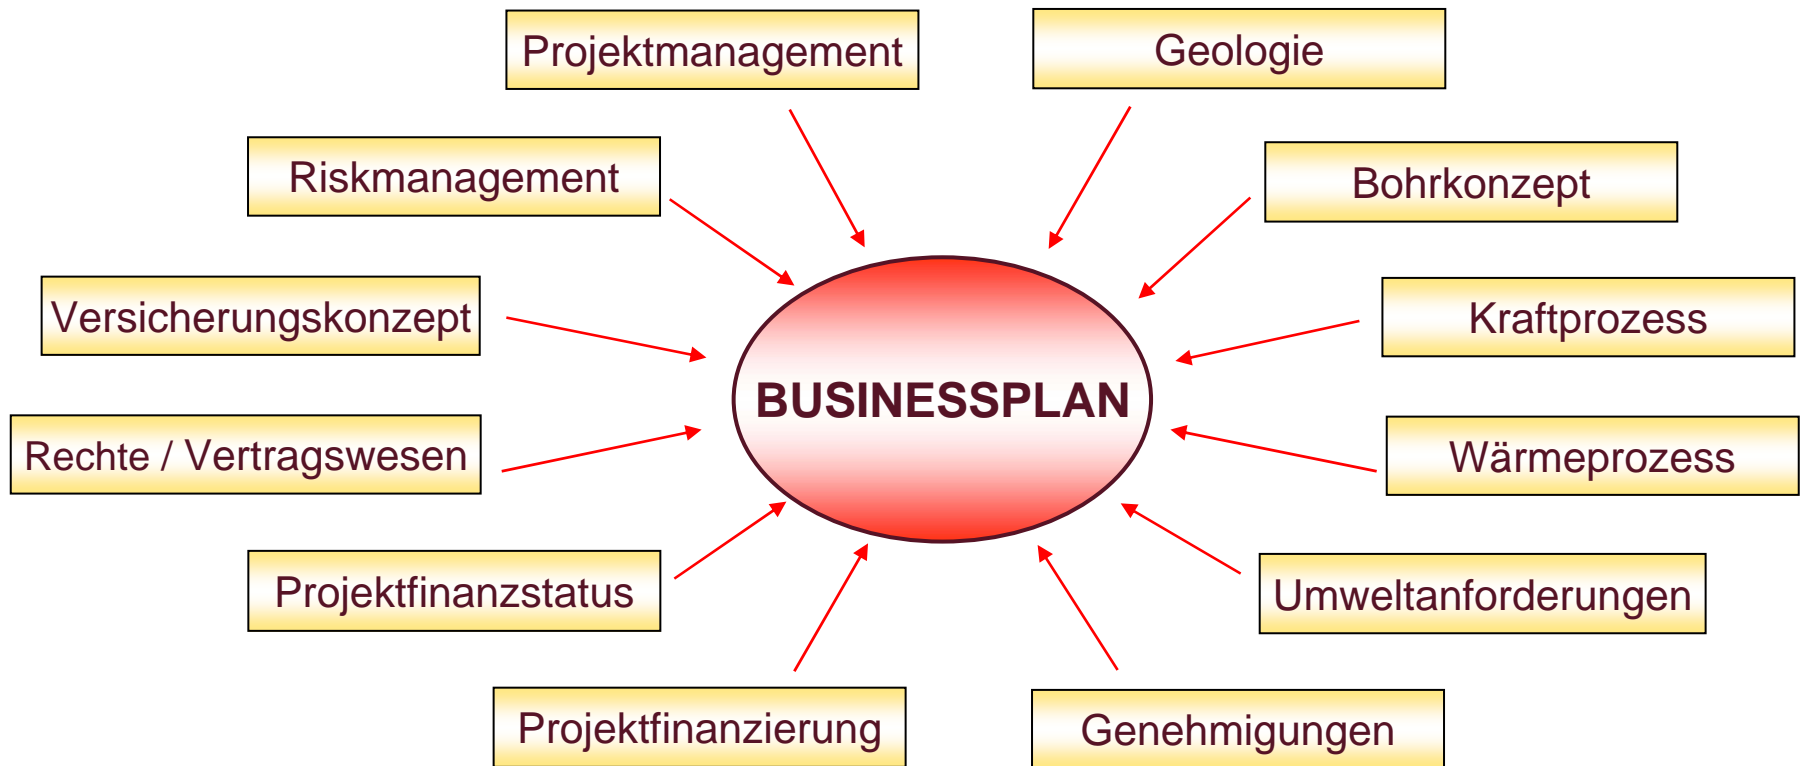 Projektmanagement
Geologie
Riskmanagement
Bohrkonzept
Versicherungskonzept
Kraftprozess
BUSINESSPLAN
Rechte / Vertragswesen
Wärmeprozess
Projektfinanzstatus
Umweltanforderungen
Projektfinanzierung
Genehmigungen